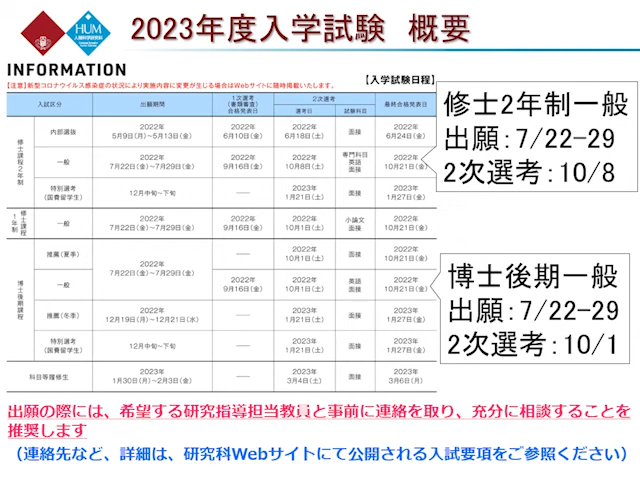 HUM
人間科学研究科
2023年度入学試験 概要
INFORMATION
【入学試験日程】
【注意】新型コロナウイルス感染症の状況により実施内容に変更が生じる場合はWebサイトに随時掲載いたします。
入試区分 出願期間 1次選考(書類審査)合格発表日 2次選考 選考日 試験科目 最終合格発表日
修士課程2年制
内部選抜 2022年5月9日(月)~5月13日(金) 2022年6月10日(金) 2022年6月18日(土) 面接 2022年6月24日(金)
一般 2022年7月22日(金)~7月29日(金) 2022年9月16日(金) 2022年10月8日(土) 専門科目 英語 面接 2022年10月21日(金)
特別選考(国費留学生) 12月中旬~下旬 —— 2023年1月21日(土) 面接 2023年1月27日(金)
修士課程1年制
一般 2022年7月22日(金)~7月29日(金) 2022年9月16日(金) 2022年10月1日(土) 小論文 面接 2022年10月21日(金)
博士後期課程
推薦(夏季) 2022年7月22日(金)~7月29日(金) —— 2022年10月1日(土) 面接 2022年10月21日(金)
一般 2022年9月16日(金) 2022年10月1日(土) 英語 面接 2022年10月21日(金)
推薦(冬季) 2022年12月19日(月)~12月21日(水) —— 2023年1月21日(土) 面接 2023年1月27日(金)
特別選考(国費留学生) 12月中旬~下旬 —— 2023年1月21日(土) 面接 2023年1月27日(金)
科目等履修生 2023年1月30日(月)~2月3日(金) —— 2023年3月4日(土) 面接 2023年3月6日(月)
修士2年制一般
出願:7/22-29
2次選考:10/8
博士後期一般
出願:7/22-29
2次選考:10/1
出願の際には、希望する研究指導担当教員と事前に連絡を取り、充分に相談することを
推奨します
(連絡先など、詳細は、研究科Webサイトにて公開される入試要項をご参照ください)